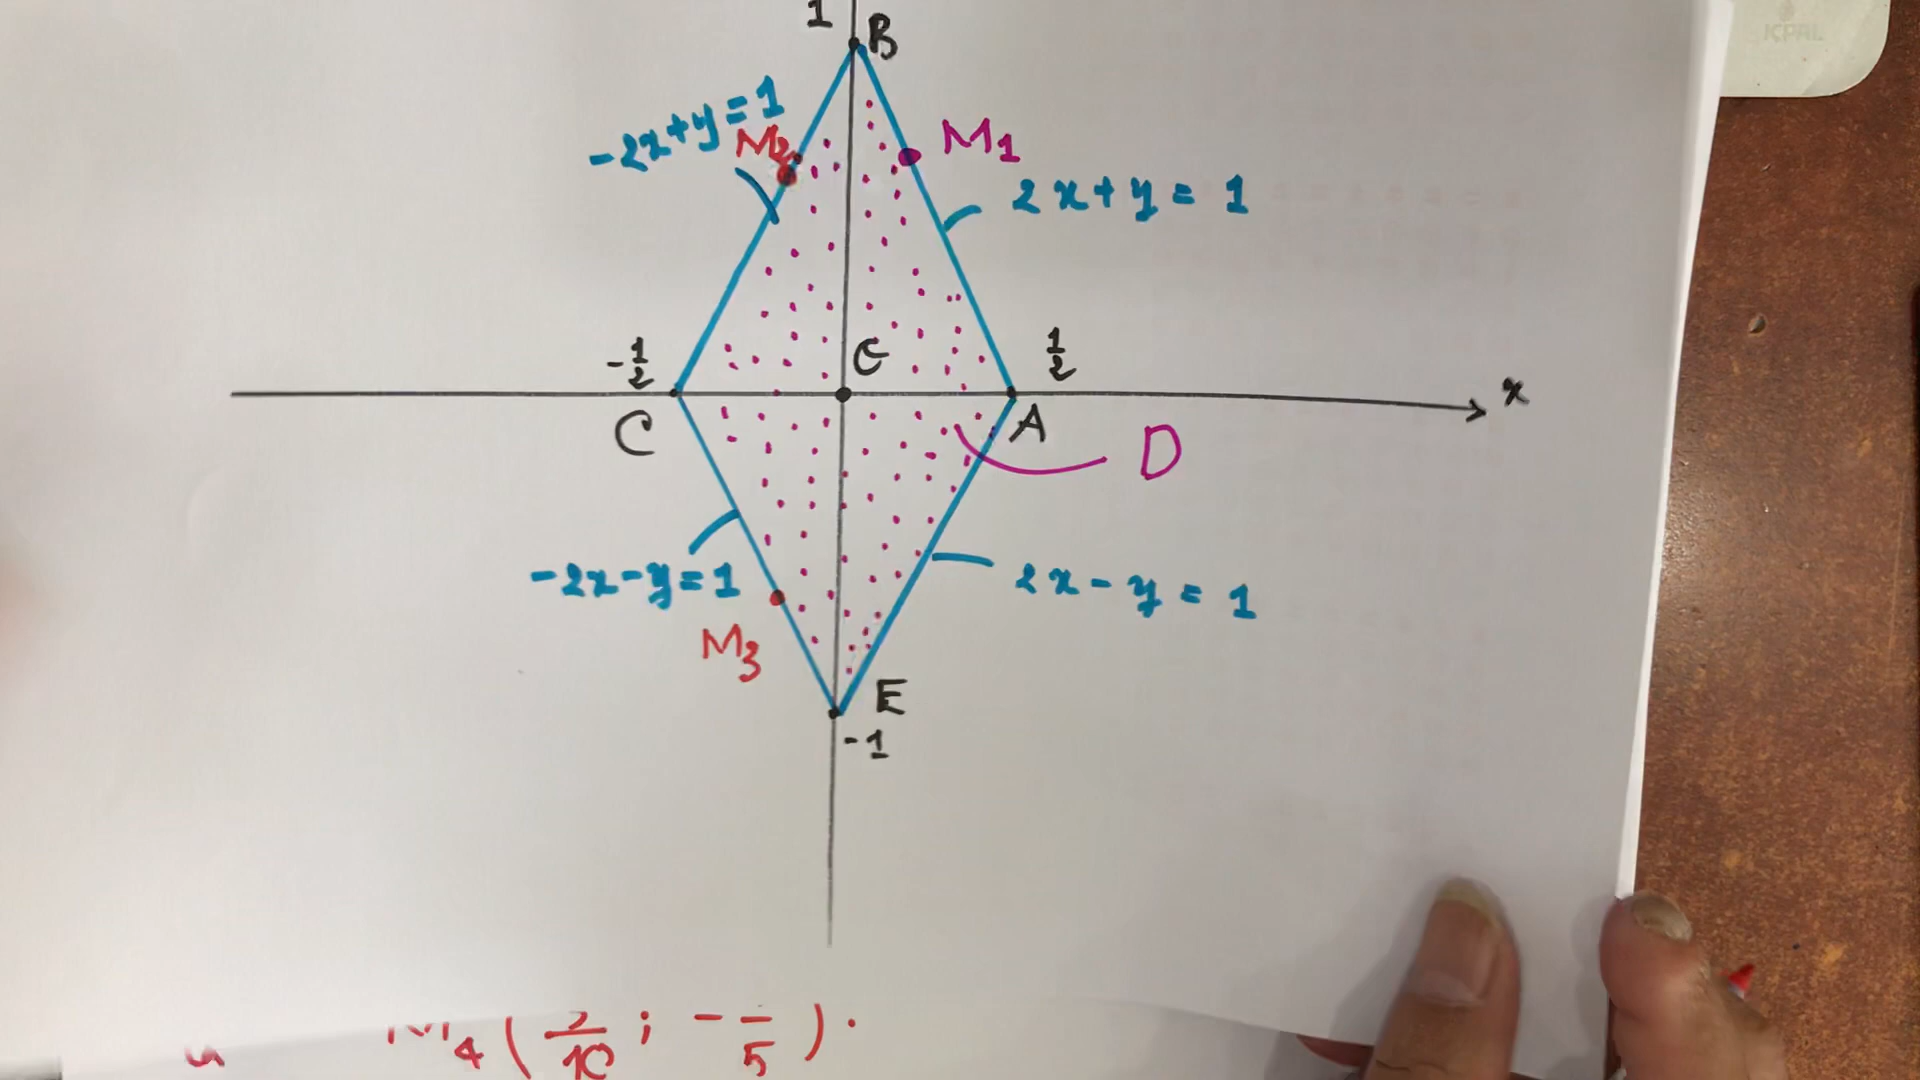 1
B
-2x+y=1
M2
M1
2x+y=1
-1/2
O
1/2
x
C
A
D
-2x-y=1
2x-y=1
M3
E
-1